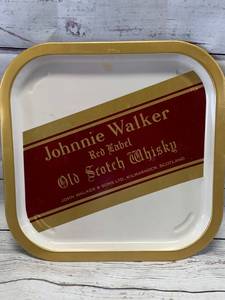 Johnnie Walker
Red Label
Old Scotch Whisky
JOHN WALKER & SONS LTD, KILMARNOCK, SCOTLAND